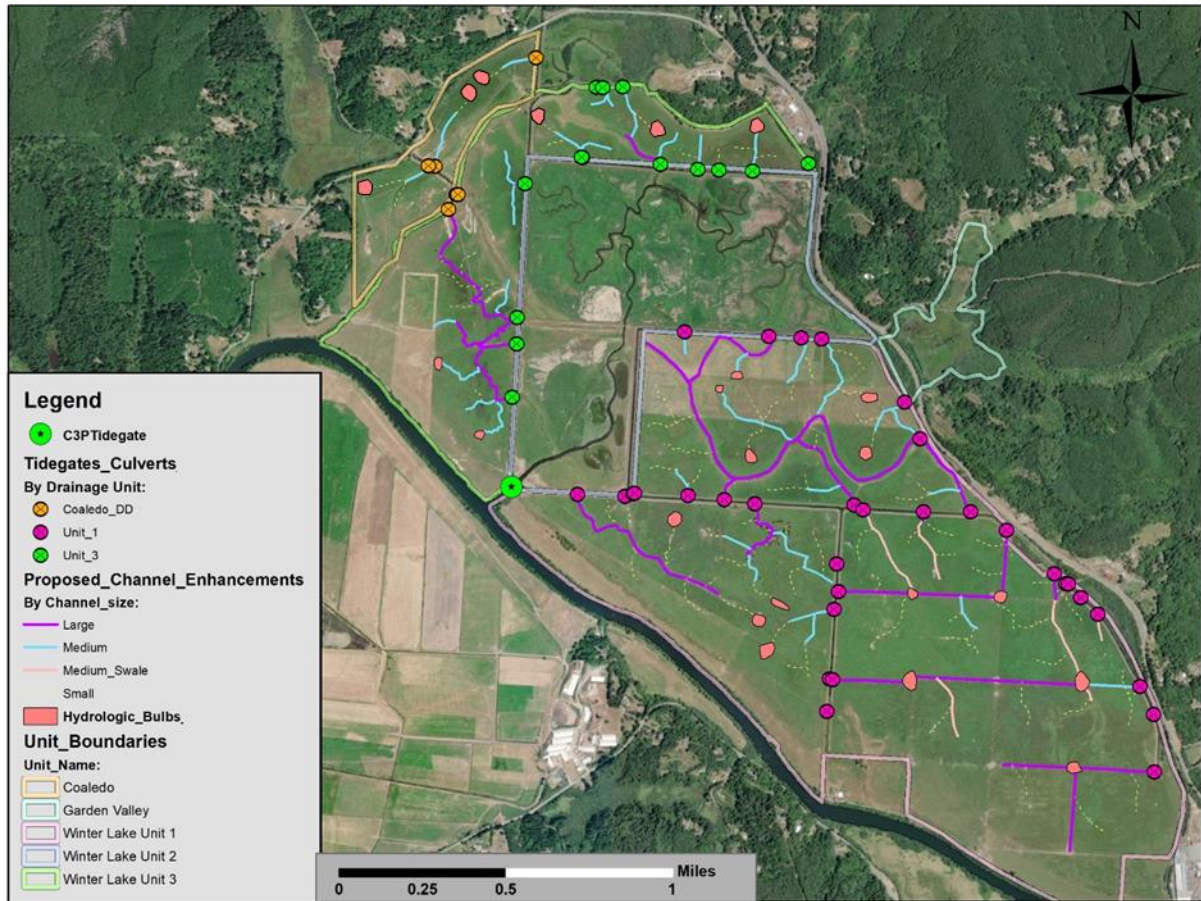 N
Legend
C3PTidegate
Tidegates_Culverts
By Drainage Unit:
Coaledo_DD
Unit_1
Unit_3
Proposed_Channel_Enhancements
By Channel_size:
Large
Medium
Medium_Swale
Small
Hydrologic_Bulbs
Unit_Boundaries
Unit_Name:
Coaledo
Garden Valley
Winter Lake Unit 1
Winter Lake Unit 2
Winter Lake Unit 3
Miles
0 0.25 0.5 1